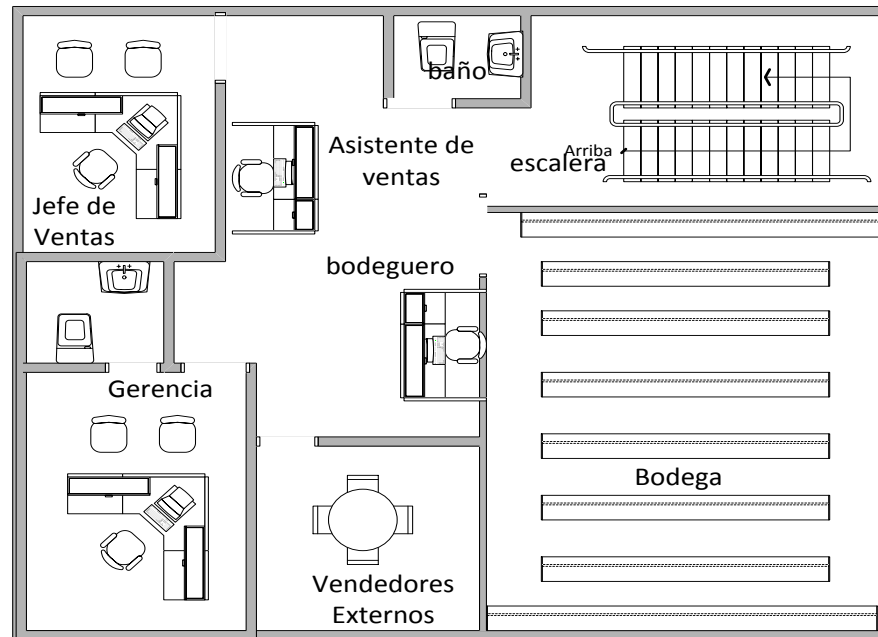 baño
Asistente de
ventas
Arriba
escalera
Jefe de
Ventas
bodeguero
Gerencia
Bodega
Vendedores
Externos